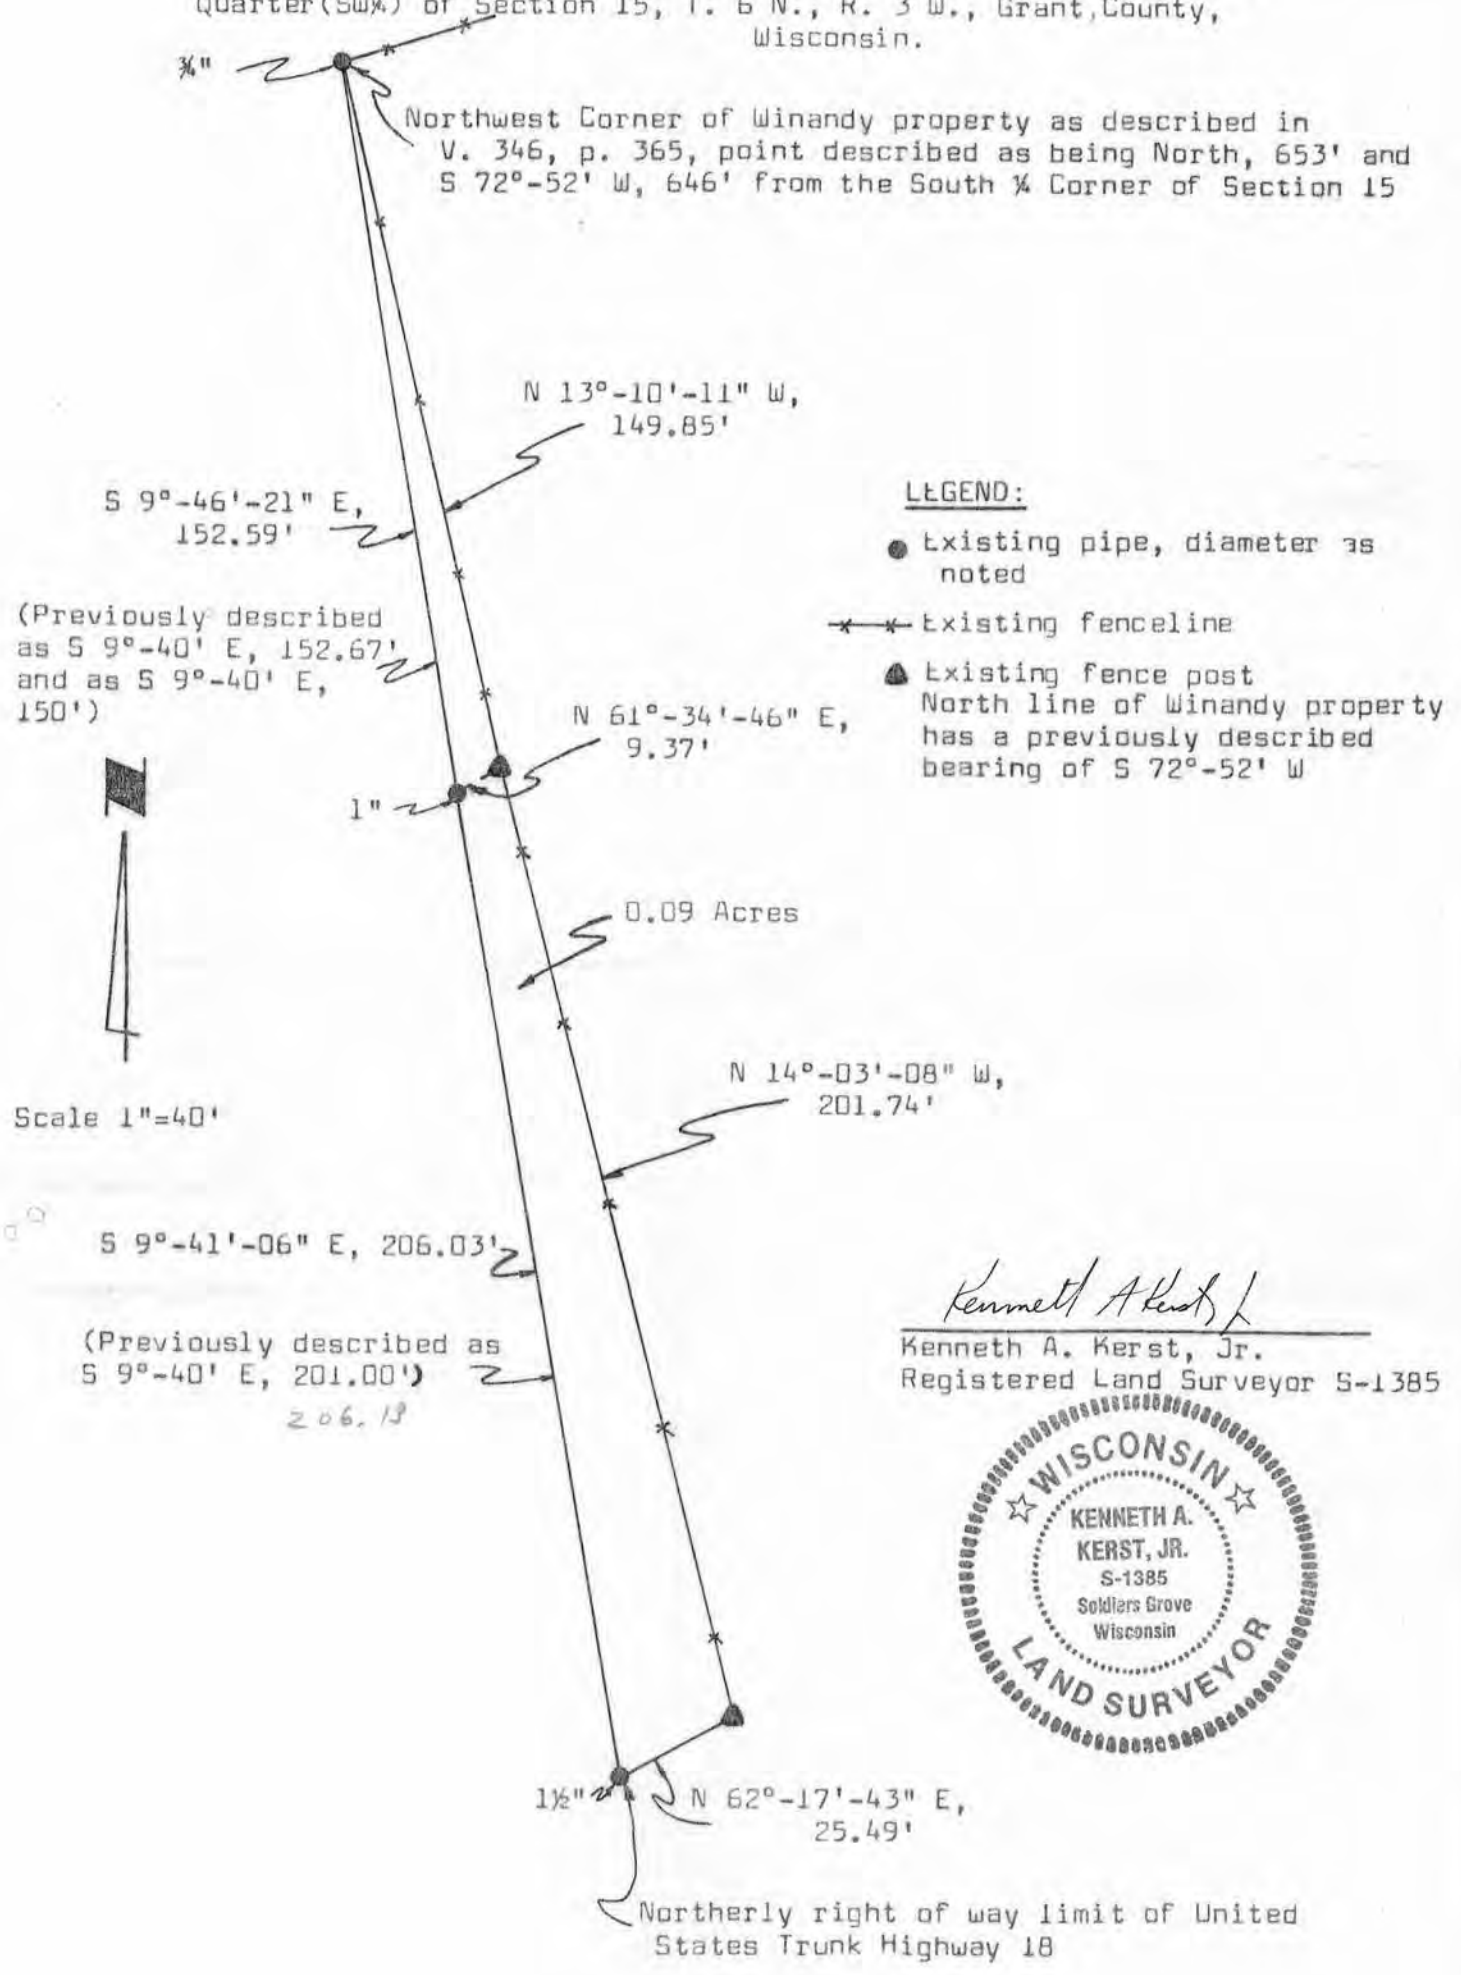 Quarter(SW¼) of Section 15, T. 6 N., R. 3 W., Grant,County,
Wisconsin.
¾"
Northwest Corner of Winandy property as described in
V. 346, p. 365, point described as being North, 653' and
S 72°-52' W, 646' from the South ¼ Corner of Section 15
N 13°-10'-11" W,
149.85'
S 9°-46'-21" E,
152.59'
LEGEND:
Existing pipe, diameter as
noted
Existing fenceline
Existing fence post
North line of Winandy property
has a previously described
bearing of S 72°-52' W
(Previously described
as S 9°-40' E, 152.67'
and as S 9°-40' E,
150')
N 61°-34'-46" E,
9.37'
1"
0.09 Acres
N 14°-03'-08" W,
201.74'
Scale 1"=40'
S 9°-41'-06" E, 206.03'
(Previously described as
S 9°-40' E, 201.00')
Kenneth A Kerst Jr
Kenneth A. Kerst, Jr.
Registered Land Surveyor S-1385
WISCONSIN
KENNETH A.
KERST, JR.
S-1385
Soldiers Grove
Wisconsin
LAND SURVEYOR
1½"
N 62°-17'-43" E,
25.49'
Northerly right of way limit of United
States Trunk Highway 18